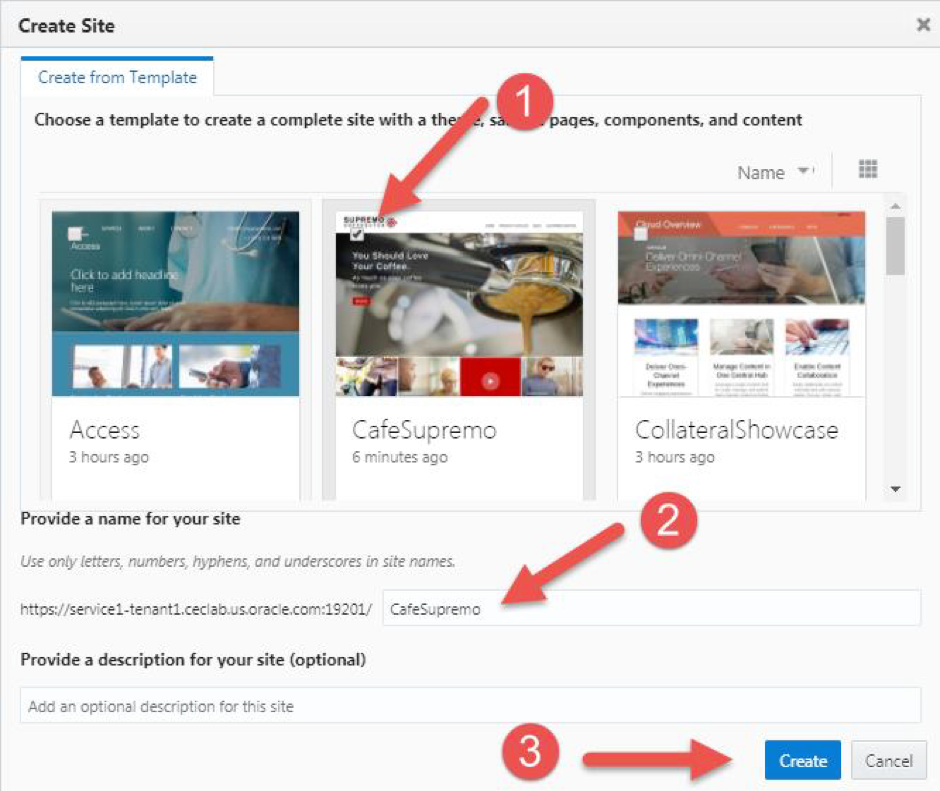 Create Site
Create from Template
1
Choose a template to create a complete site with a theme, pages, components, and content
Name
SUPREMO
Access
Click to add headline
here
You Should Love
Your Coffee.
Cloud Overview
Deliver Omni-Channel
Experiences
Deliver Omni-
Channel
Experiences
Manage Content in
One Central Hub
Enable Content
Collaboration
Access
3 hours ago
CafeSupremo
6 minutes ago
CollateralShowcase
3 hours ago
Provide a name for your site
2
Use only letters, numbers, hyphens, and underscores in site names.
https://service1-tenant1.ceclab.us.oracle.com:19201/ CafeSupremo
Provide a description for your site (optional)
Add an optional description for this site
3
Create Cancel